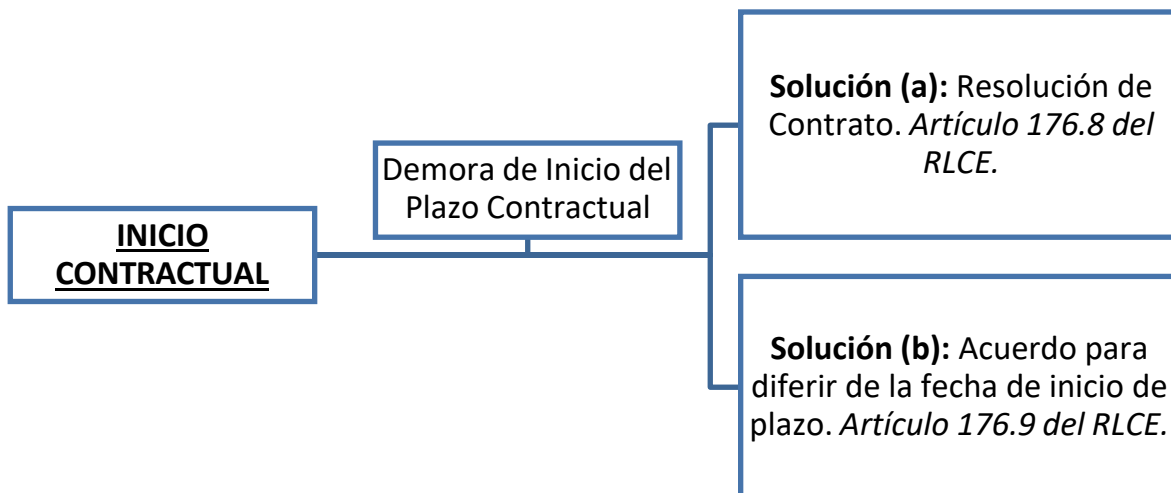 INICIO
CONTRACTUAL
Demora de Inicio del
Plazo Contractual
Solución (a): Resolución de
Contrato. Artículo 176.8 del
RLCE.
Solución (b): Acuerdo para
diferir de la fecha de inicio de
plazo. Artículo 176.9 del RLCE.